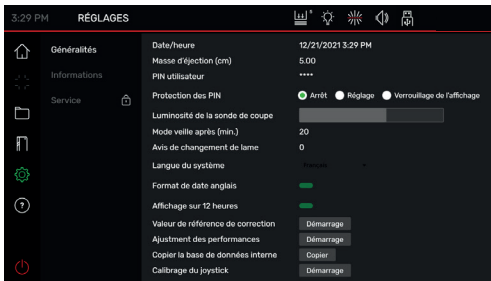 3:29 PM RÉGLAGES
Généralités
Informations
Service
Date/heure 12/21/2021 3:29 PM
Masse d'éjection (cm) 5.00
PIN utilisateur ****
Protection des PIN Arrêt Réglage Verrouillage de l'affichage
Luminosité de la sonde de coupe
Mode veille après (min.) 20
Avis de changement de lame 0
Langue du système Français
Format de date anglais
Affichage sur 12 heures
Valeur de référence de correction Démarrage
Ajustement des performances Démarrage
Copier la base de données interne Copier
Calibrage du joystick Démarrage